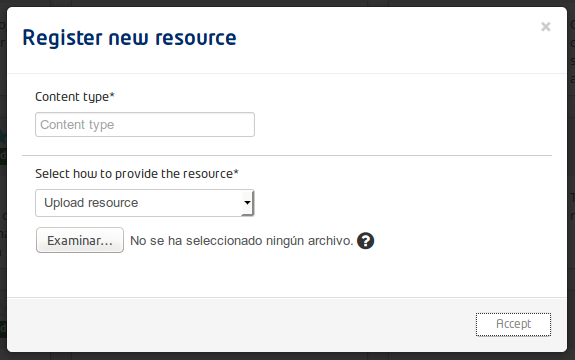 Register new resource
×
Content type*
Content type
Select how to provide the resource*
Upload resource
Examinar... No se ha seleccionado ningún archivo. ?
Accept